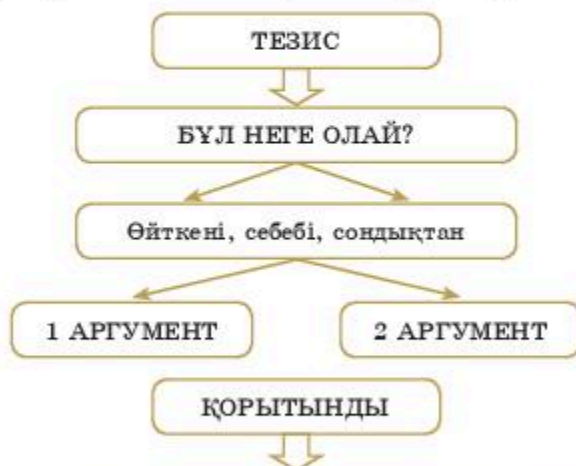 ТЕЗИС
БҰЛ НЕГЕ ОЛАЙ?
Өйткені, себебі, сондықтан
1 АРГУМЕНТ
2 АРГУМЕНТ
ҚОРЫТЫНДЫ